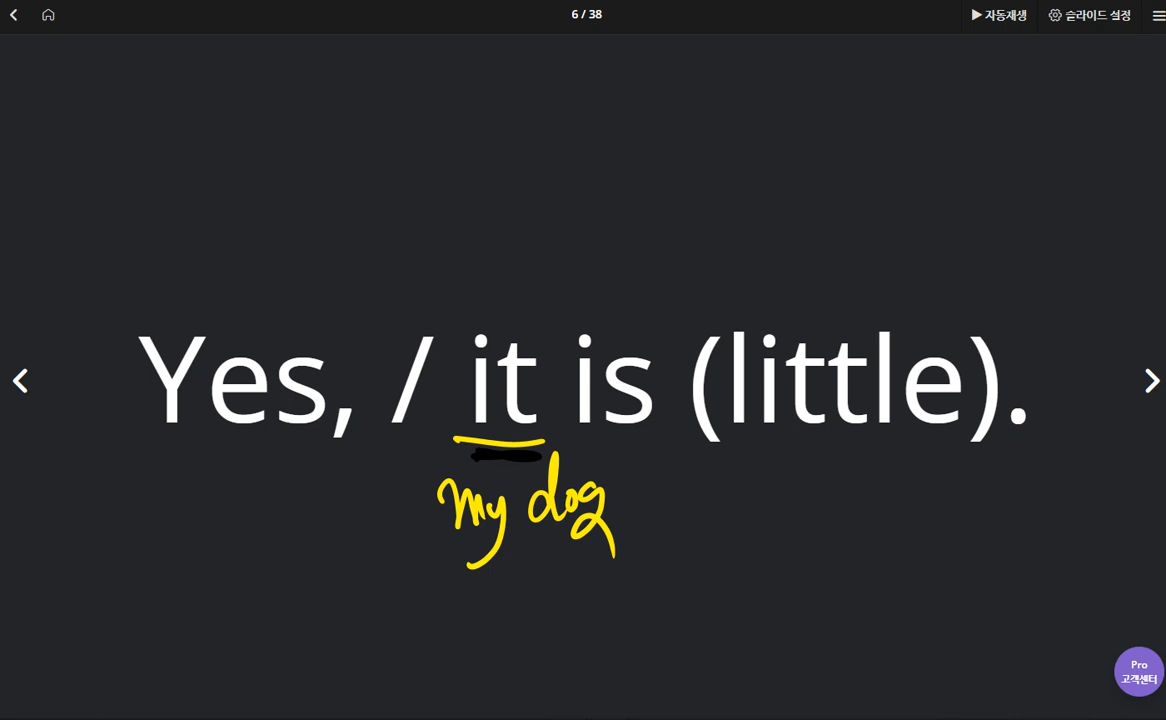 6 / 38
▶ 자동재생
슬라이드 설정
Yes, / it is (little).
my dog
Pro
고객센터